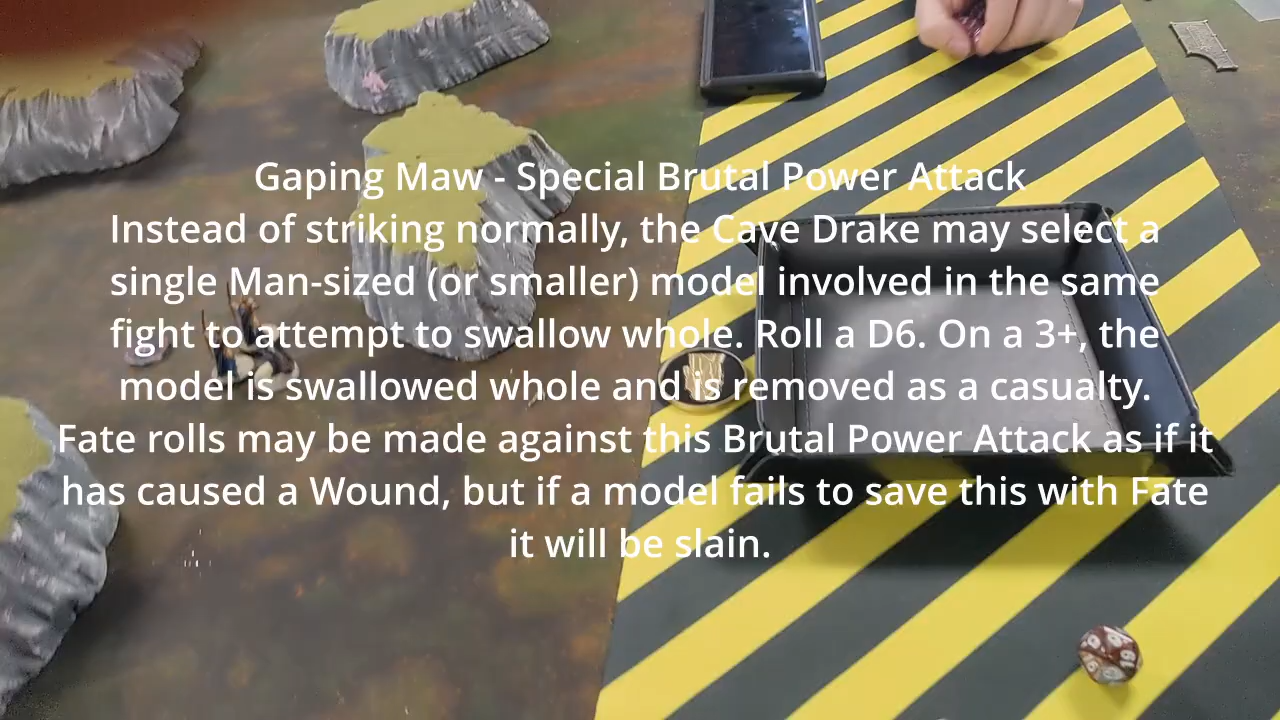 Gaping Maw - Special Brutal Power Attack
Instead of striking normally, the Cave Drake may select a
single Man-sized (or smaller) model involved in the same
fight to attempt to swallow whole. Roll a D6. On a 3+, the
model is swallowed whole and is removed as a casualty.
Fate rolls may be made against this Brutal Power Attack as if it
has caused a Wound, but if a model fails to save this with Fate
it will be slain.